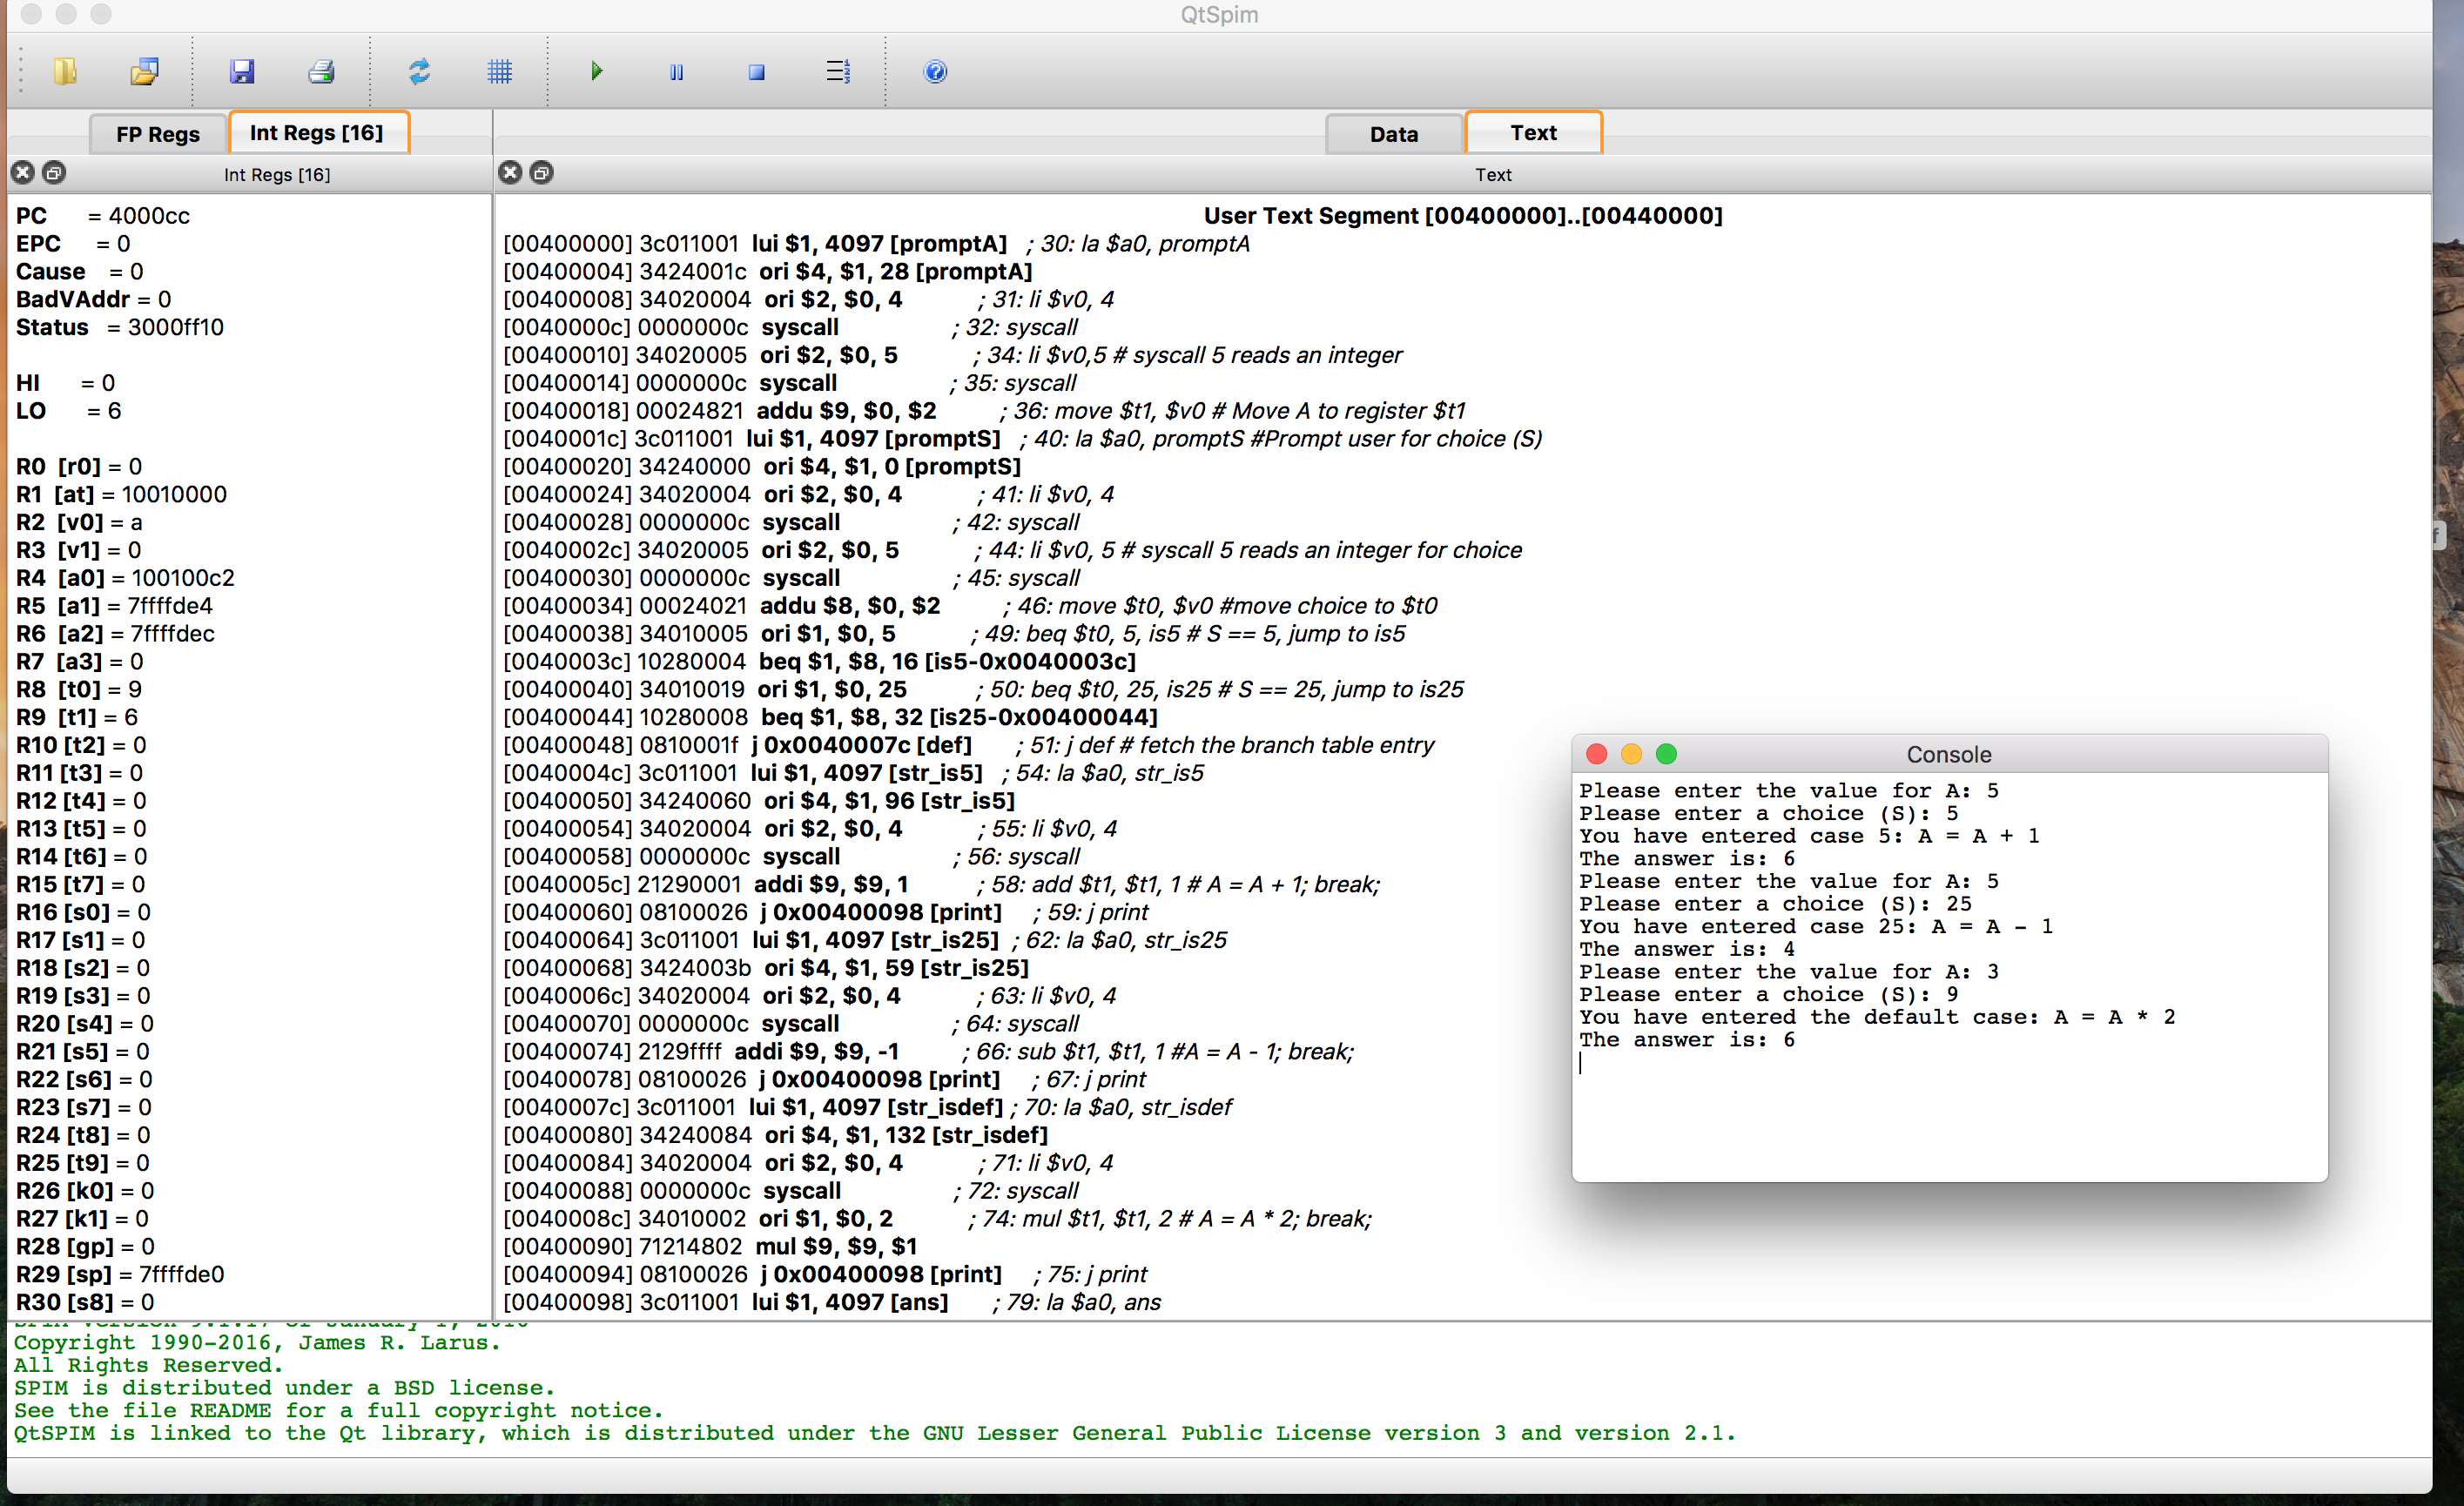 QtSpim
FP Regs
Int Regs [16]
Data
Text
Int Regs [16]
Text
PC = 4000cc
EPC = 0
Cause = 0
BadVAddr = 0
Status = 3000ff10
HI = 0
LO = 6
R0 [r0] = 0
R1 [at] = 10010000
R2 [v0] = a
R3 [v1] = 0
R4 [a0] = 100100c2
R5 [a1] = 7ffffde4
R6 [a2] = 7ffffdec
R7 [a3] = 0
R8 [t0] = 9
R9 [t1] = 6
R10 [t2] = 0
R11 [t3] = 0
R12 [t4] = 0
R13 [t5] = 0
R14 [t6] = 0
R15 [t7] = 0
R16 [s0] = 0
R17 [s1] = 0
R18 [s2] = 0
R19 [s3] = 0
R20 [s4] = 0
R21 [s5] = 0
R22 [s6] = 0
R23 [s7] = 0
R24 [t8] = 0
R25 [t9] = 0
R26 [k0] = 0
R27 [k1] = 0
R28 [gp] = 0
R29 [sp] = 7ffffde0
R30 [s8] = 0
User Text Segment [00400000]..[00440000]
[00400000] 3c011001 lui $1, 4097 [promptA] ; 30: la $a0, promptA
[00400004] 3424001c ori $4, $1, 28 [promptA]
[00400008] 34020004 ori $2, $0, 4 ; 31: li $v0, 4
[0040000c] 0000000c syscall ; 32: syscall
[00400010] 34020005 ori $2, $0, 5 ; 34: li $v0,5 # syscall 5 reads an integer
[00400014] 0000000c syscall ; 35: syscall
[00400018] 00024821 addu $9, $0, $2 ; 36: move $t1, $v0 # Move A to register $t1
[0040001c] 3c011001 lui $1, 4097 [promptS] ; 40: la $a0, promptS #Prompt user for choice (S)
[00400020] 34240000 ori $4, $1, 0 [promptS]
[00400024] 34020004 ori $2, $0, 4 ; 41: li $v0, 4
[00400028] 0000000c syscall ; 42: syscall
[0040002c] 34020005 ori $2, $0, 5 ; 44: li $v0, 5 # syscall 5 reads an integer for choice
[00400030] 0000000c syscall ; 45: syscall
[00400034] 00024021 addu $8, $0, $2 ; 46: move $t0, $v0 #move choice to $t0
[00400038] 34010005 ori $1, $0, 5 ; 49: beq $t0, 5, is5 # S == 5, jump to is5
[0040003c] 10280004 beq $1, $8, 16 [is5-0x0040003c]
[00400040] 34010019 ori $1, $0, 25 ; 50: beq $t0, 25, is25 # S == 25, jump to is25
[00400044] 10280008 beq $1, $8, 32 [is25-0x00400044]
[00400048] 0810001f j 0x0040007c [def] ; 51: j def # fetch the branch table entry
[0040004c] 3c011001 lui $1, 4097 [str_is5] ; 54: la $a0, str_is5
[00400050] 34240060 ori $4, $1, 96 [str_is5]
[00400054] 34020004 ori $2, $0, 4 ; 55: li $v0, 4
[00400058] 0000000c syscall ; 56: syscall
[0040005c] 21290001 addi $9, $9, 1 ; 58: add $t1, $t1, 1 # A = A + 1; break;
[00400060] 08100026 j 0x00400098 [print] ; 59: j print
[00400064] 3c011001 lui $1, 4097 [str_is25] ; 62: la $a0, str_is25
[00400068] 3424003b ori $4, $1, 59 [str_is25]
[0040006c] 34020004 ori $2, $0, 4 ; 63: li $v0, 4
[00400070] 0000000c syscall ; 64: syscall
[00400074] 2129ffff addi $9, $9, -1 ; 66: sub $t1, $t1, 1 #A = A - 1; break;
[00400078] 08100026 j 0x00400098 [print] ; 67: j print
[0040007c] 3c011001 lui $1, 4097 [str_isdef] ; 70: la $a0, str_isdef
[00400080] 34240084 ori $4, $1, 132 [str_isdef]
[00400084] 34020004 ori $2, $0, 4 ; 71: li $v0, 4
[00400088] 0000000c syscall ; 72: syscall
[0040008c] 34010002 ori $1, $0, 2 ; 74: mul $t1, $t1, 2 # A = A * 2; break;
[00400090] 71214802 mul $9, $9, $1
[00400094] 08100026 j 0x00400098 [print] ; 75: j print
[00400098] 3c011001 lui $1, 4097 [ans] ; 79: la $a0, ans
Console
Please enter the value for A: 5
Please enter a choice (S): 5
You have entered case 5: A = A + 1
The answer is: 6
Please enter the value for A: 5
Please enter a choice (S): 25
You have entered case 25: A = A - 1
The answer is: 4
Please enter the value for A: 3
Please enter a choice (S): 9
You have entered the default case: A = A * 2
The answer is: 6
Copyright 1990-2016, James R. Larus.
All Rights Reserved.
SPIM is distributed under a BSD license.
See the file README for a full copyright notice.
QtSPIM is linked to the Qt library, which is distributed under the GNU Lesser General Public License version 3 and version 2.1.